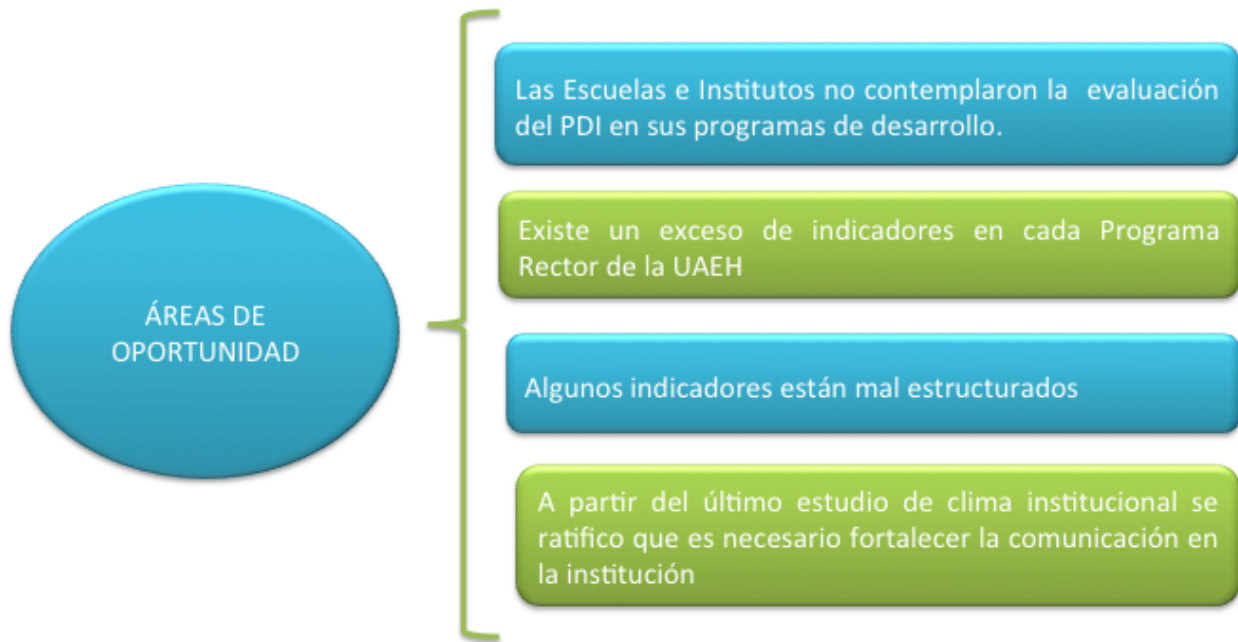 ÁREAS DE
OPORTUNIDAD
Las Escuelas e Institutos no contemplaron la evaluación
del PDI en sus programas de desarrollo.
Existe un exceso de indicadores en cada Programa
Rector de la UAEH
Algunos indicadores están mal estructurados
A partir del último estudio de clima institucional se
ratifico que es necesario fortalecer la comunicación en
la institución